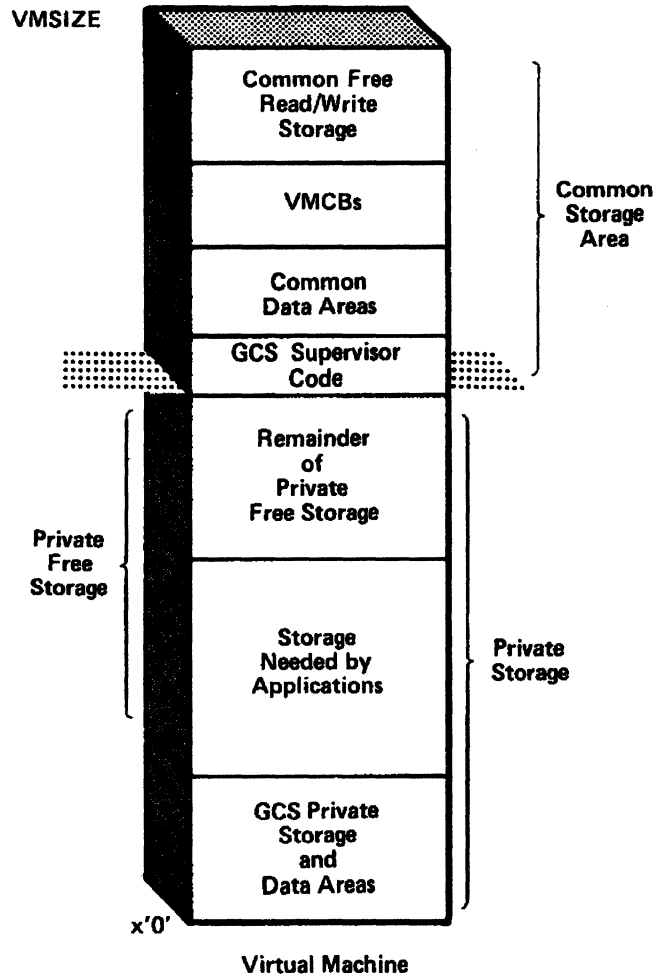 VMSIZE
Common Free
Read/Write
Storage
VMCBs
Common
Storage
Area
Common
Data Areas
GCS Supervisor
Code
Remainder
of
Private
Free Storage
Private
Free
Storage
Storage
Needed by
Applications
Private
Storage
GCS Private
Storage
and
Data Areas
x'0'
Virtual Machine